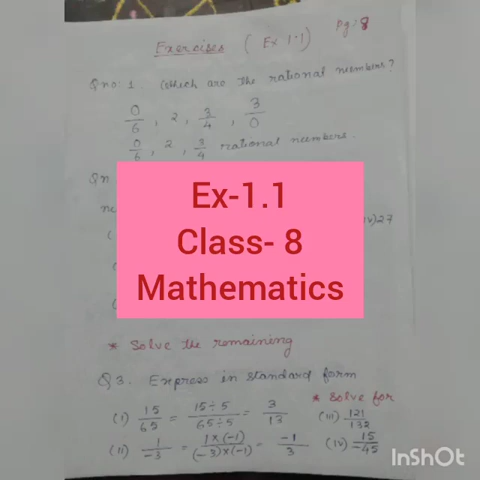 Exercises ( Ex 1.1) Pg: 8
Qno: 1. Which are the rational numbers?
0/6, 2, 3/4, 3/0
0/6, 2, 3/4 rational numbers.
Qn
Ex-1.1
Class- 8
Mathematics
* Solve the remaining
Q3. Express in standard form
(i) 15/65 = 15÷5/65÷5 = 3/13
* Solve for
(iii) 121/132
(ii) 1/-3 = 1×(-1)/(-3)×(-1) = -1/3 (iv) 15/-45
InShOt